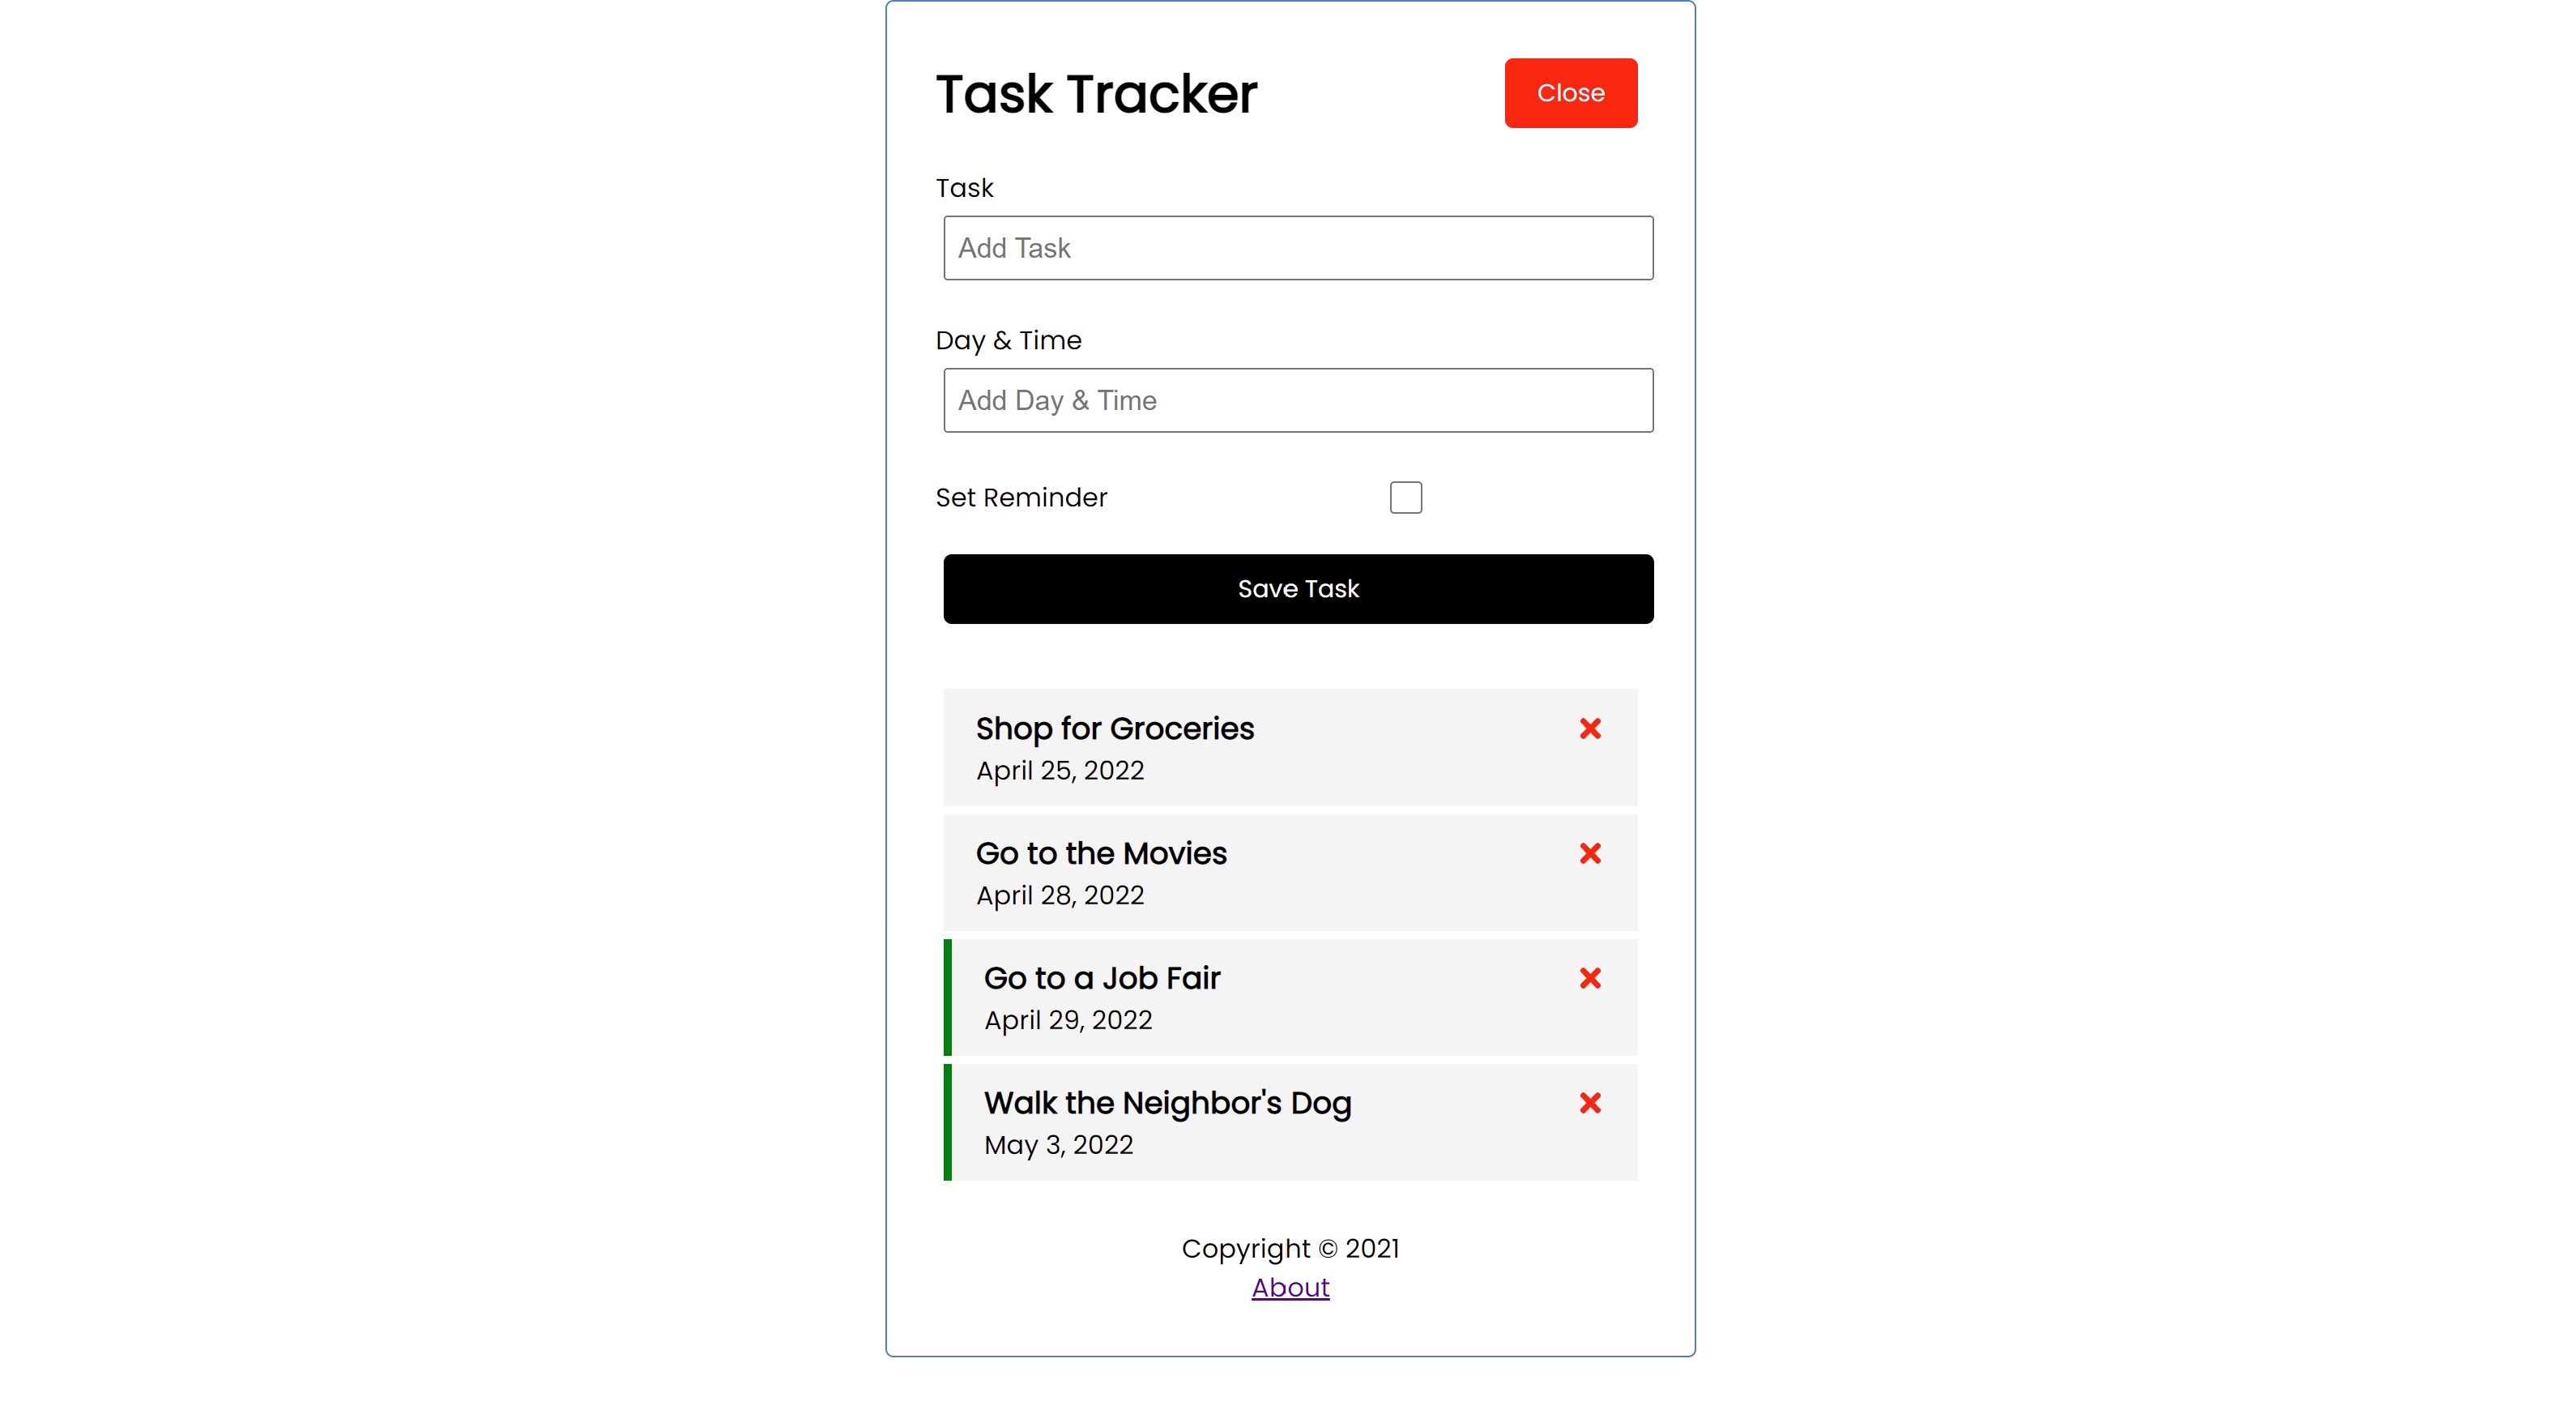 Task Tracker
Close
Task
Add Task
Day & Time
Add Day & Time
Set Reminder
Save Task
Shop for Groceries
April 25, 2022
Go to the Movies
April 28, 2022
Go to a Job Fair
April 29, 2022
Walk the Neighbor's Dog
May 3, 2022
Copyright © 2021
About